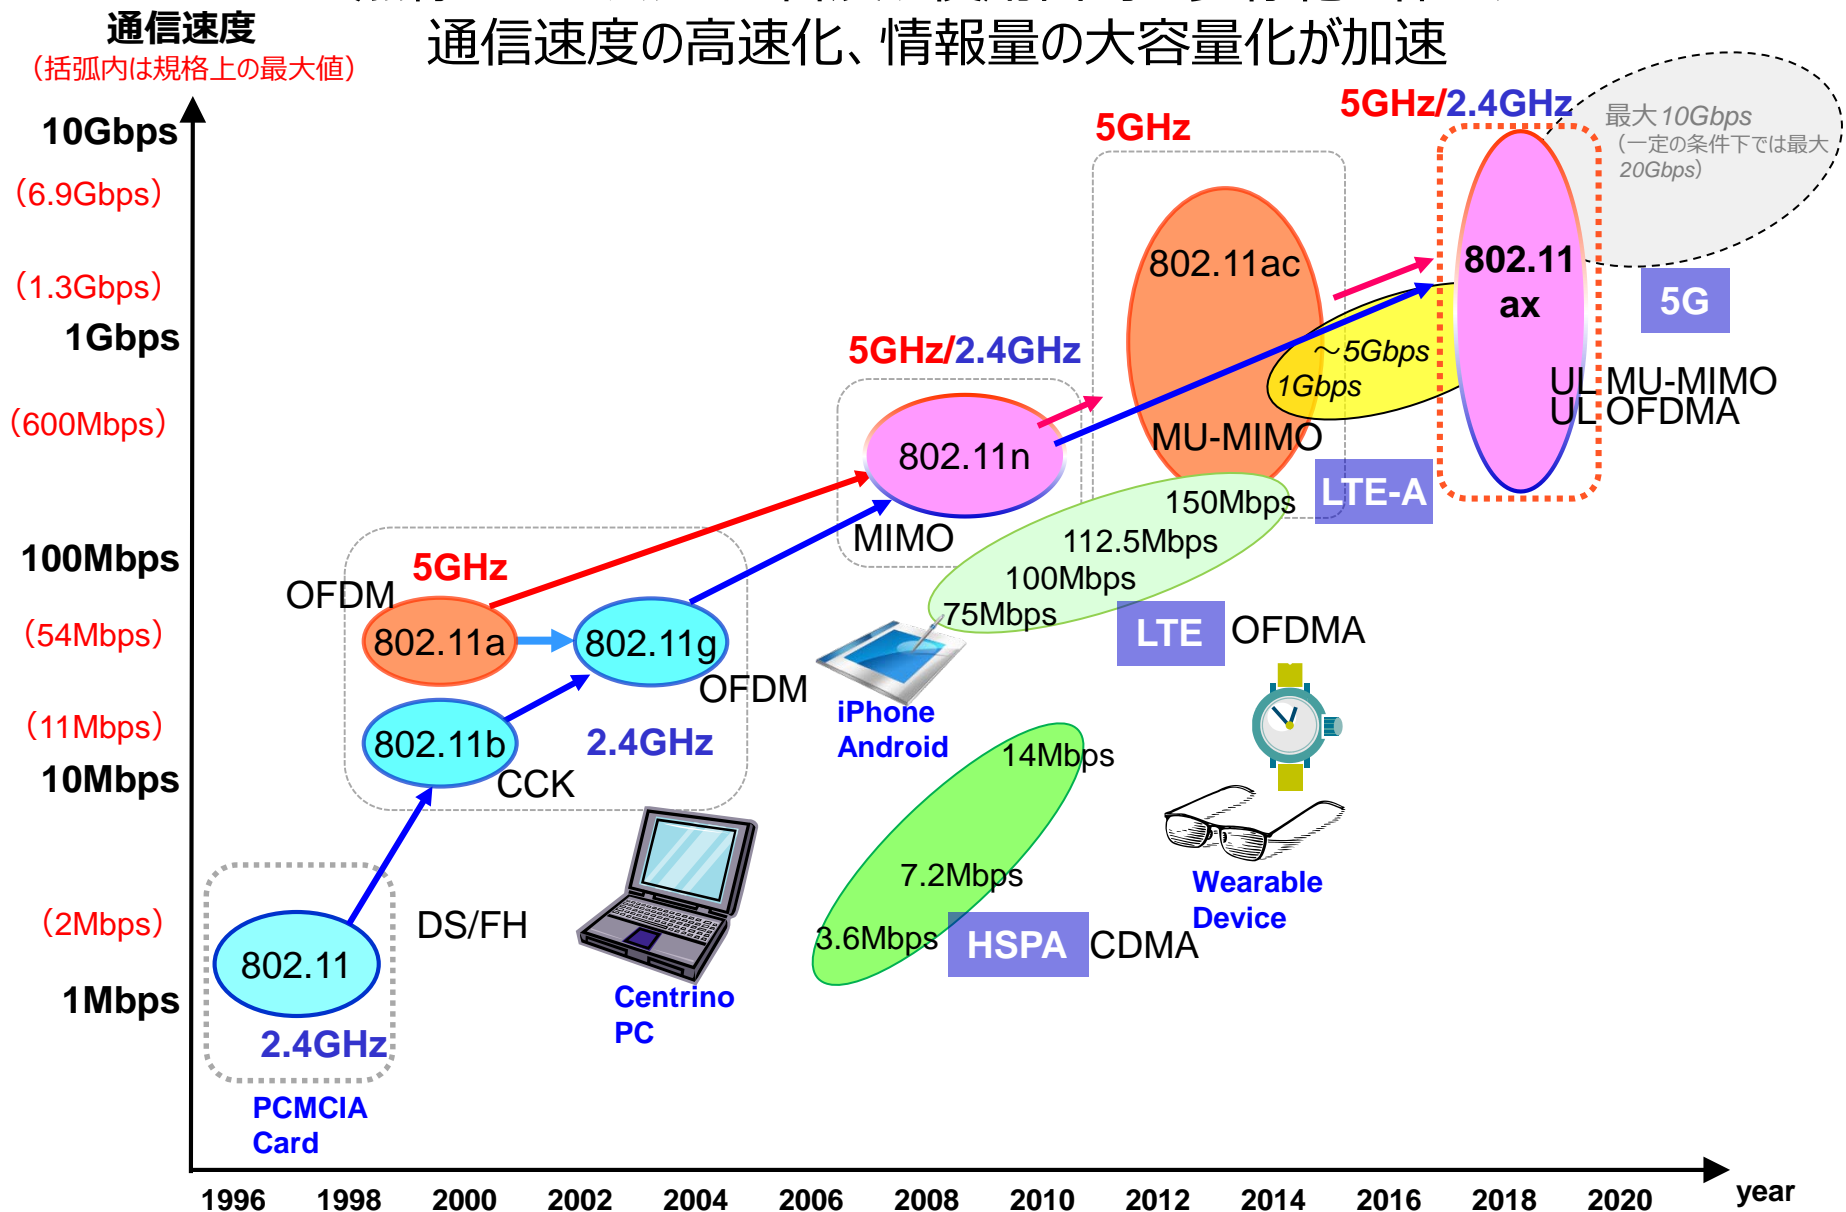 通信速度の高速化、情報量の大容量化が加速
通信速度
（括弧内は規格上の最大値）
10Gbps
（6.9Gbps）
（1.3Gbps）
1Gbps
（600Mbps）
100Mbps
（54Mbps）
（11Mbps）
10Mbps
（2Mbps）
1Mbps
5GHz/2.4GHz
最大10Gbps
（一定の条件下では最大
20Gbps）
5GHz
802.11ac
802.11
ax
5G
～5Gbps
1Gbps
UL MU-MIMO
UL OFDMA
MU-MIMO
5GHz/2.4GHz
802.11n
MIMO
LTE-A
150Mbps
112.5Mbps
100Mbps
75Mbps
LTE
OFDMA
OFDM
5GHz
802.11a
802.11g
OFDM
802.11b
CCK
2.4GHz
iPhone
Android
14Mbps
7.2Mbps
3.6Mbps
HSPA
CDMA
Wearable
Device
DS/FH
802.11
2.4GHz
PCMCIA
Card
Centrino
PC
1996 1998 2000 2002 2004 2006 2008 2010 2012 2014 2016 2018 2020
year